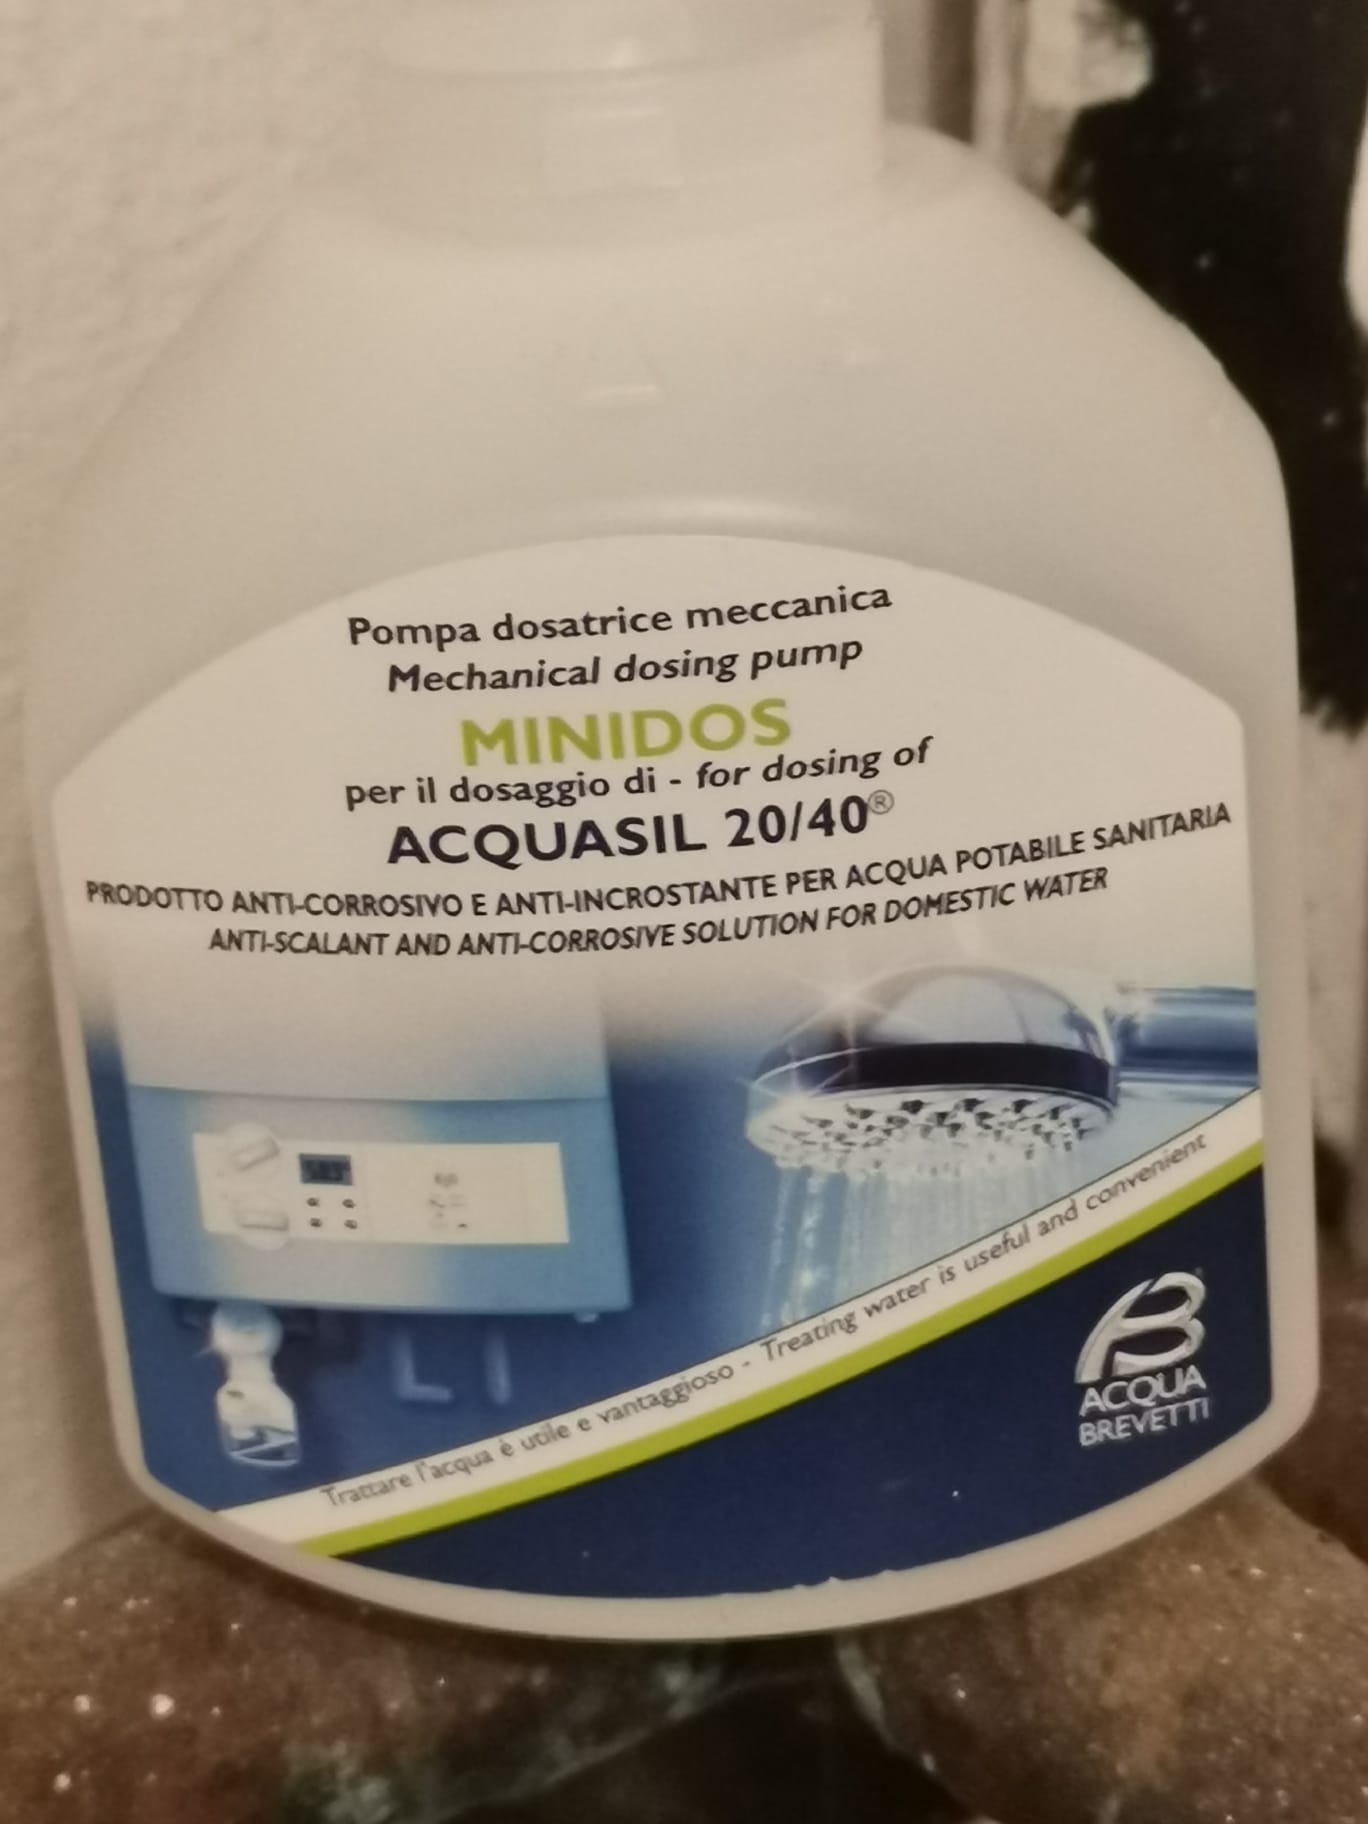 Pompa dosatrice meccanica
Mechanical dosing pump
MINIDOS
per il dosaggio di - for dosing of
ACQUASIL 20/40®
PRODOTTO ANTI-CORROSIVO E ANTI-INCROSTANTE PER ACQUA POTABILE SANITARIA
ANTI-SCALANT AND ANTI-CORROSIVE SOLUTION FOR DOMESTIC WATER
Trattare l'acqua è utile e vantaggioso - Treating water is useful and convenient
ACQUA
BREVETTI